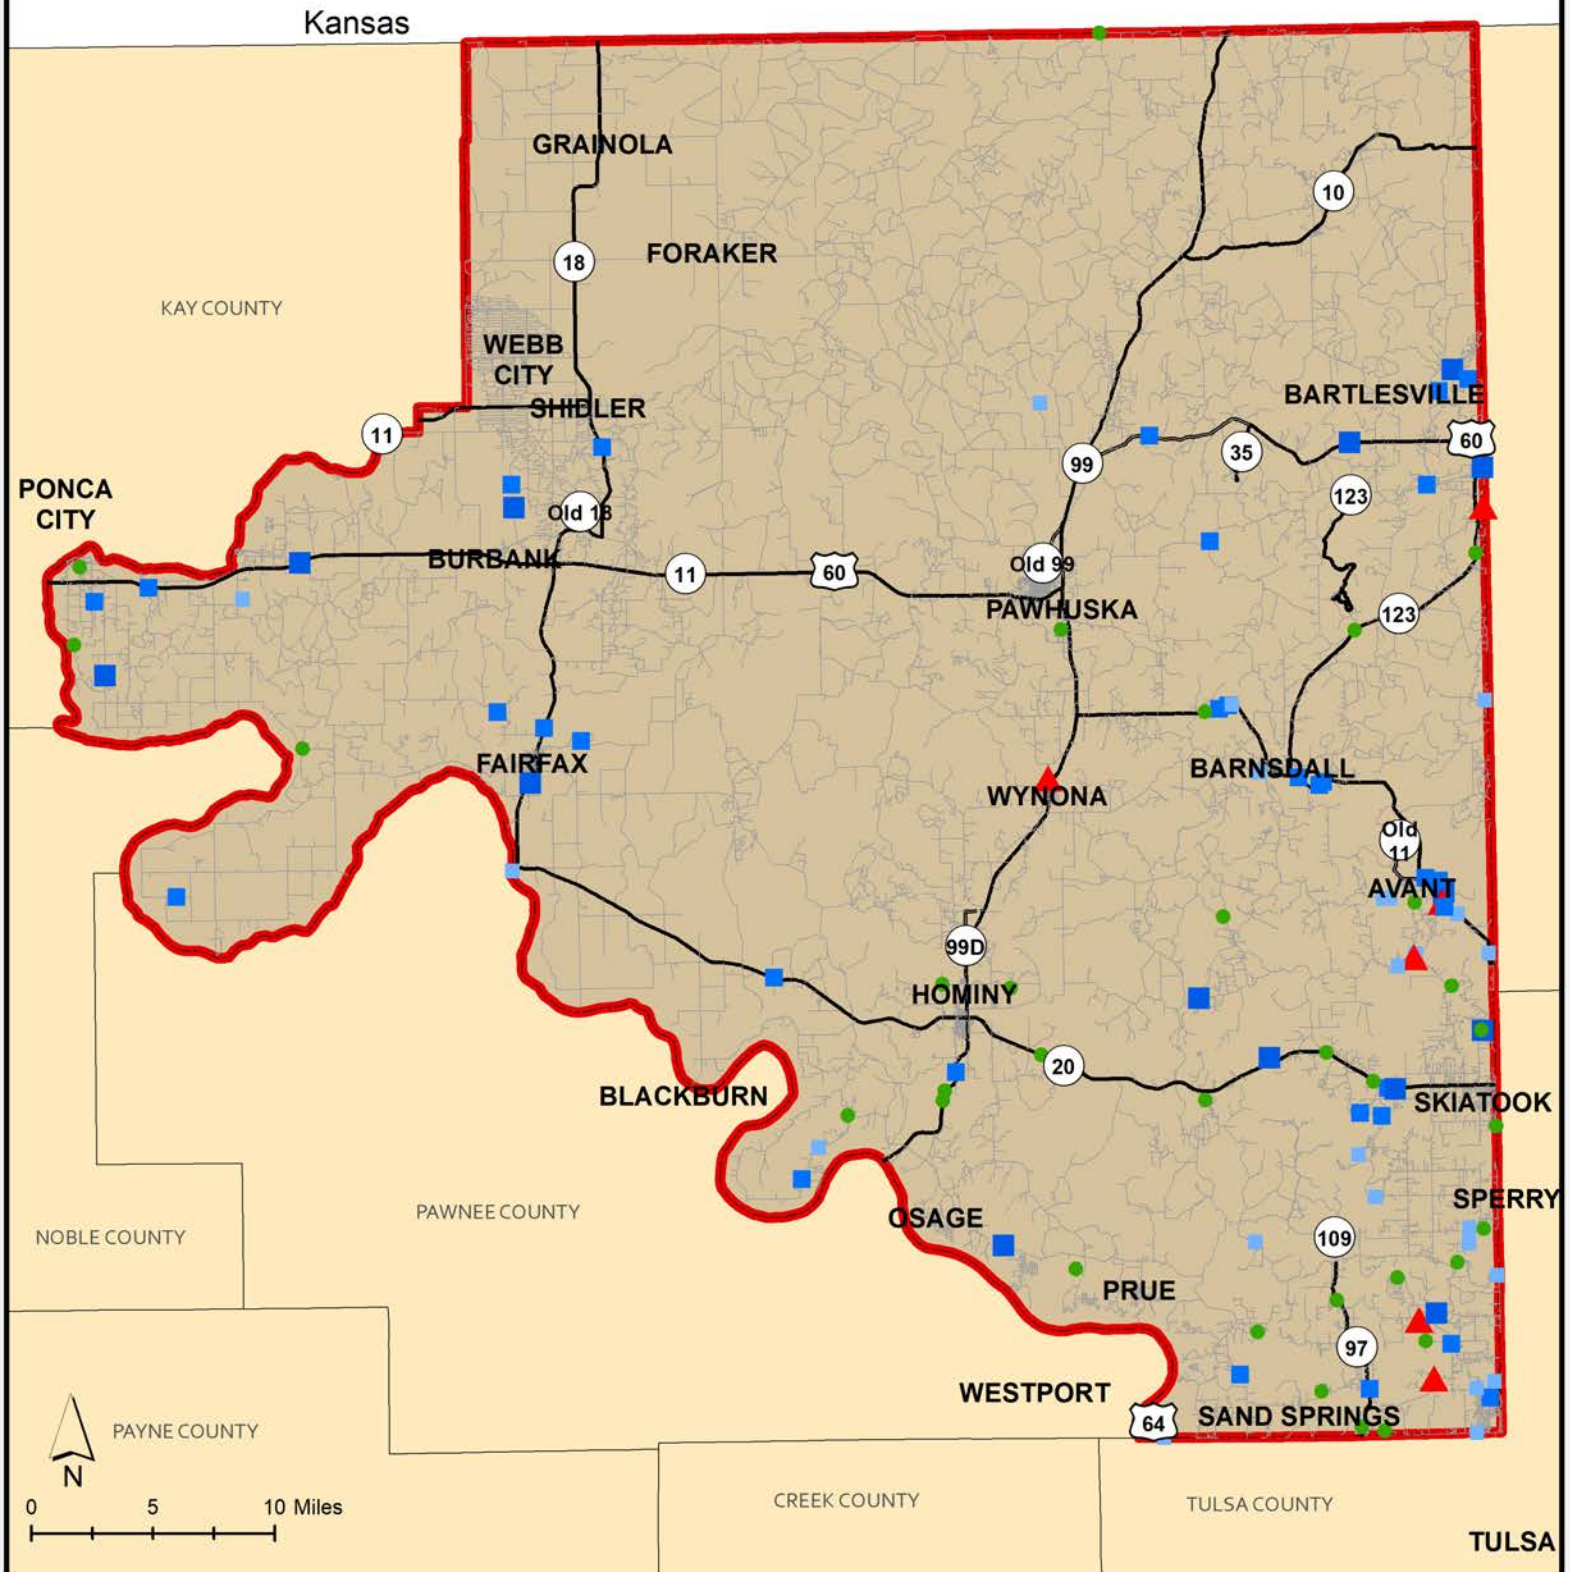 Kansas
GRAINOLA
10
18
FORAKER
KAY COUNTY
WEBB
CITY
BARTLESVILLE
SHIDLER
11
60
35
99
PONCA
CITY
123
Old 18
BURBANK
11
60
Old 99
PAWHUSKA
123
FAIRFAX
BARNSDALL
WYNONA
Old
11
AVANT
99D
HOMINY
20
BLACKBURN
SKIATOOK
SPERRY
PAWNEE COUNTY
OSAGE
NOBLE COUNTY
109
PRUE
97
WESTPORT
64
SAND SPRINGS
PAYNE COUNTY
N
CREEK COUNTY
TULSA COUNTY
0 5 10 Miles
TULSA